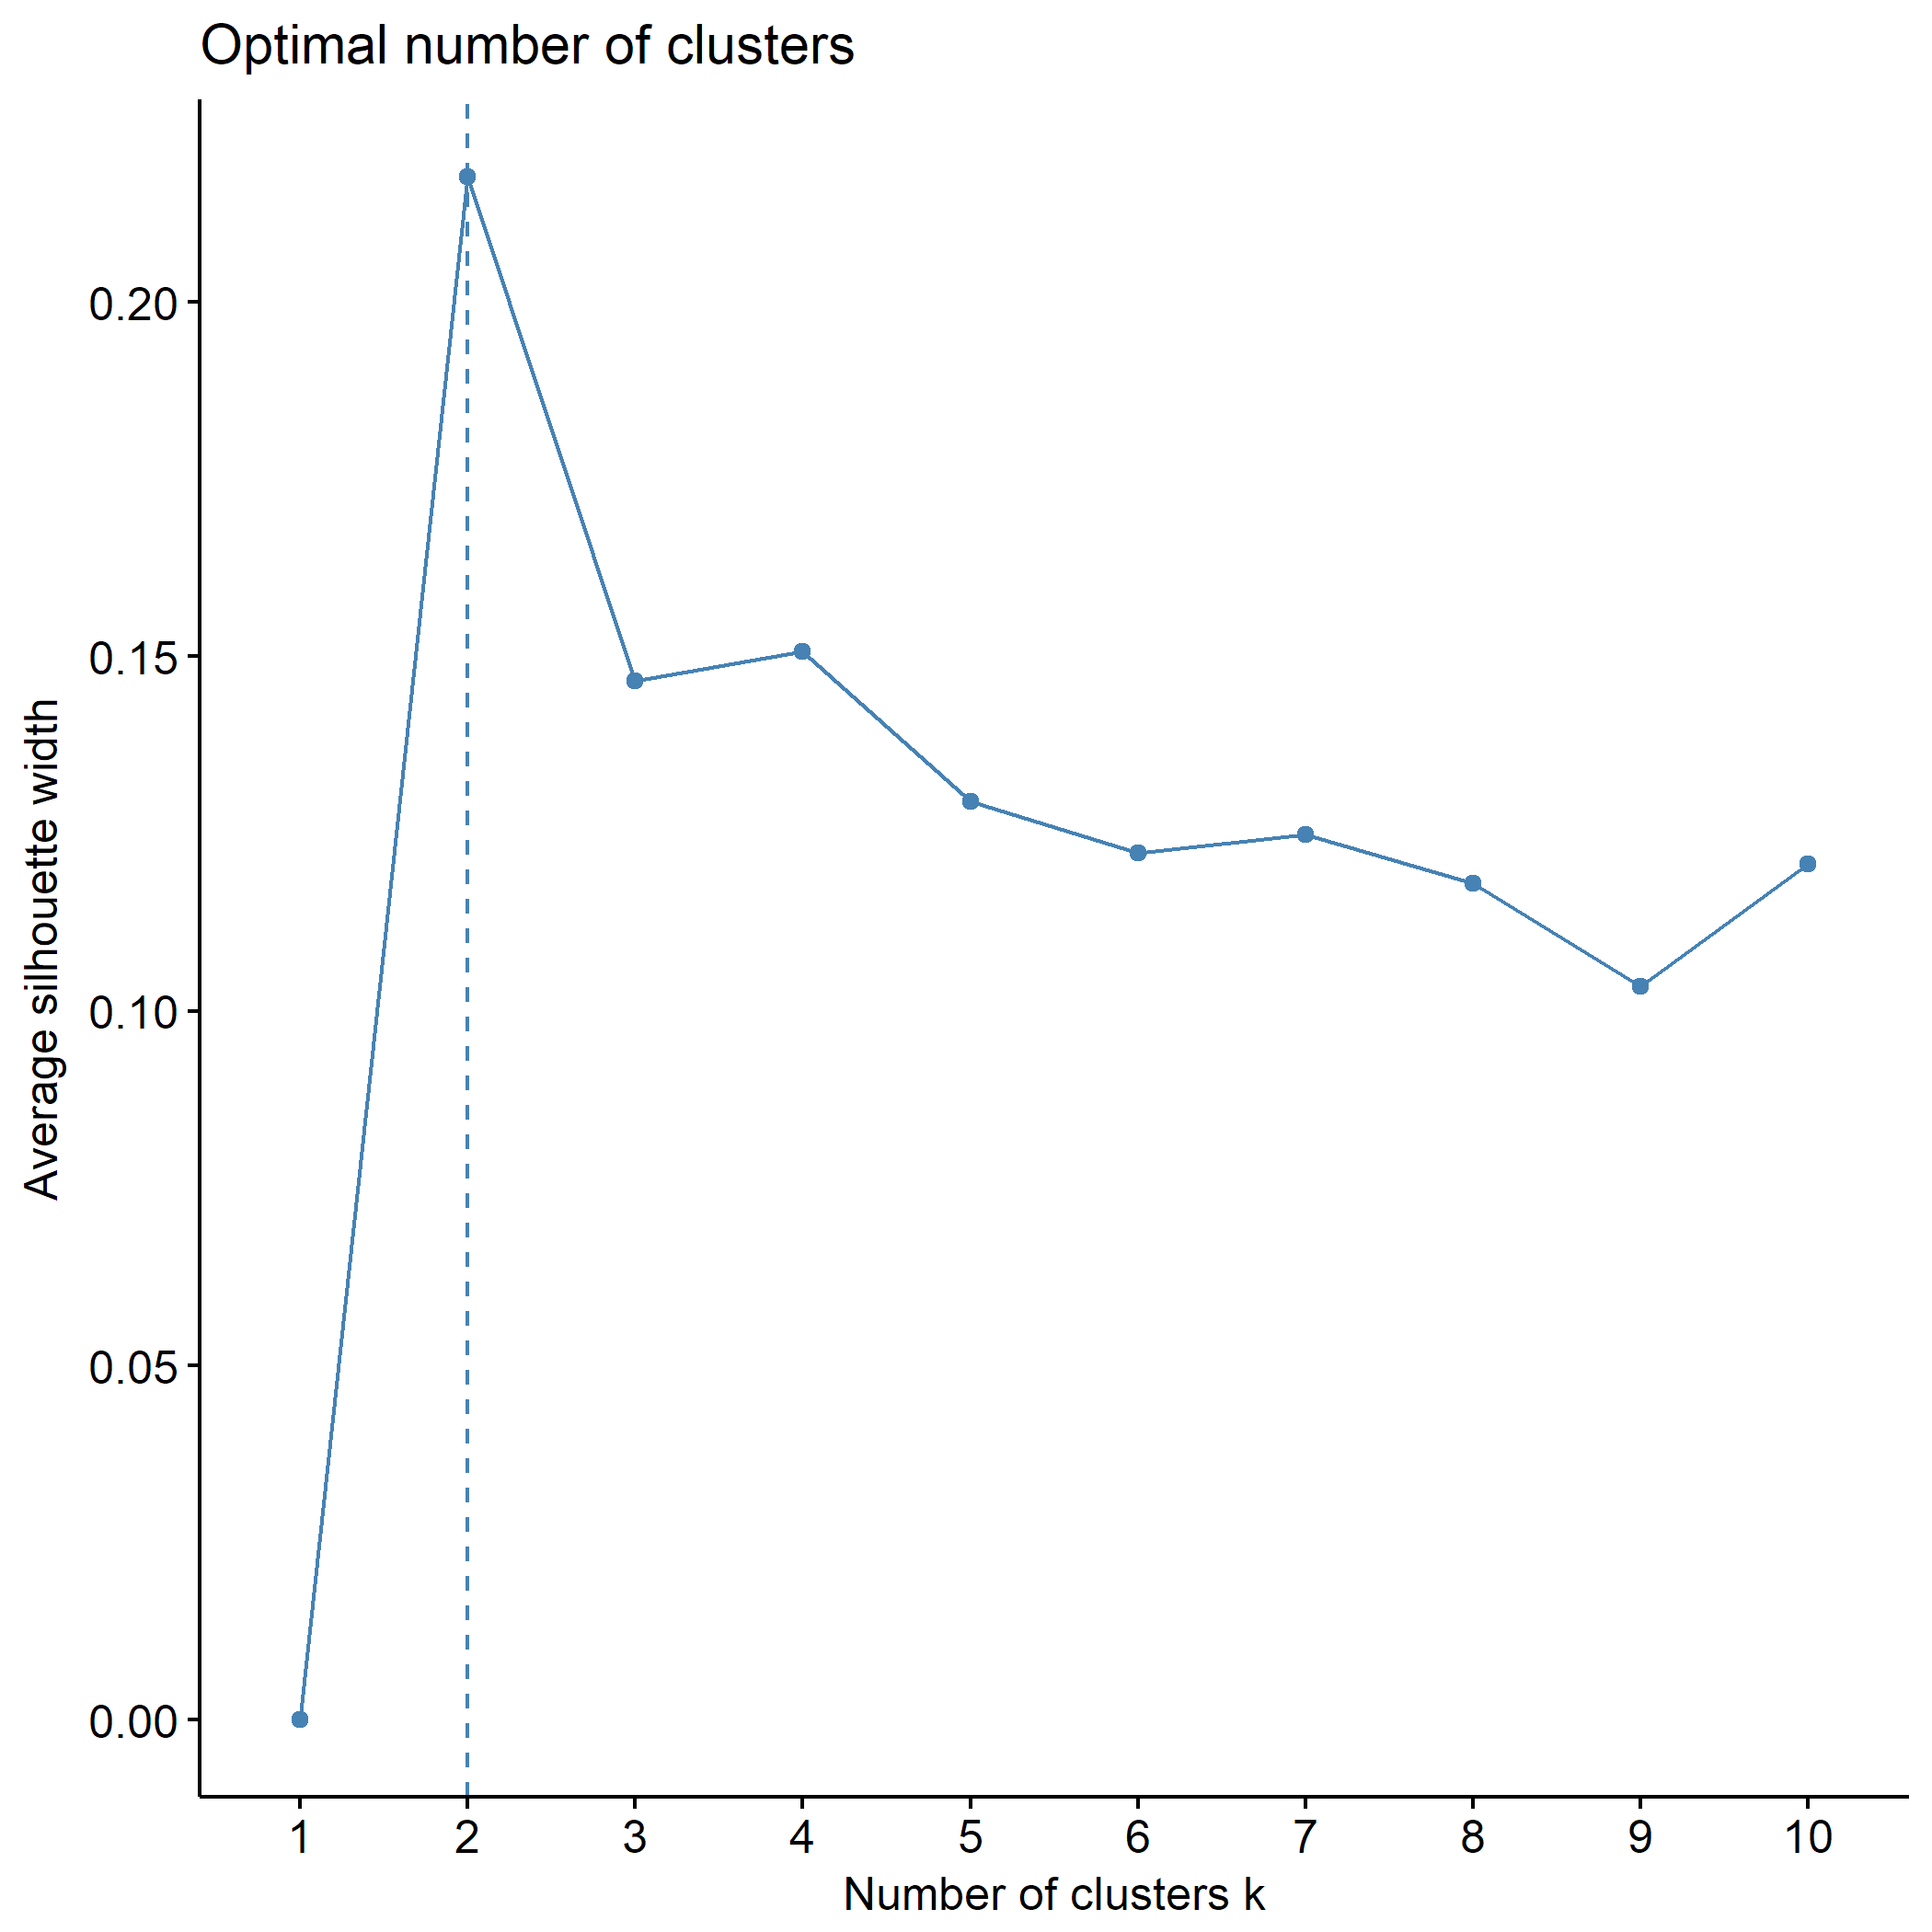 Optimal number of clusters
Average silhouette width
0.20
0.15
0.10
0.05
0.00
1 2 3 4 5 6 7 8 9 10
Number of clusters k